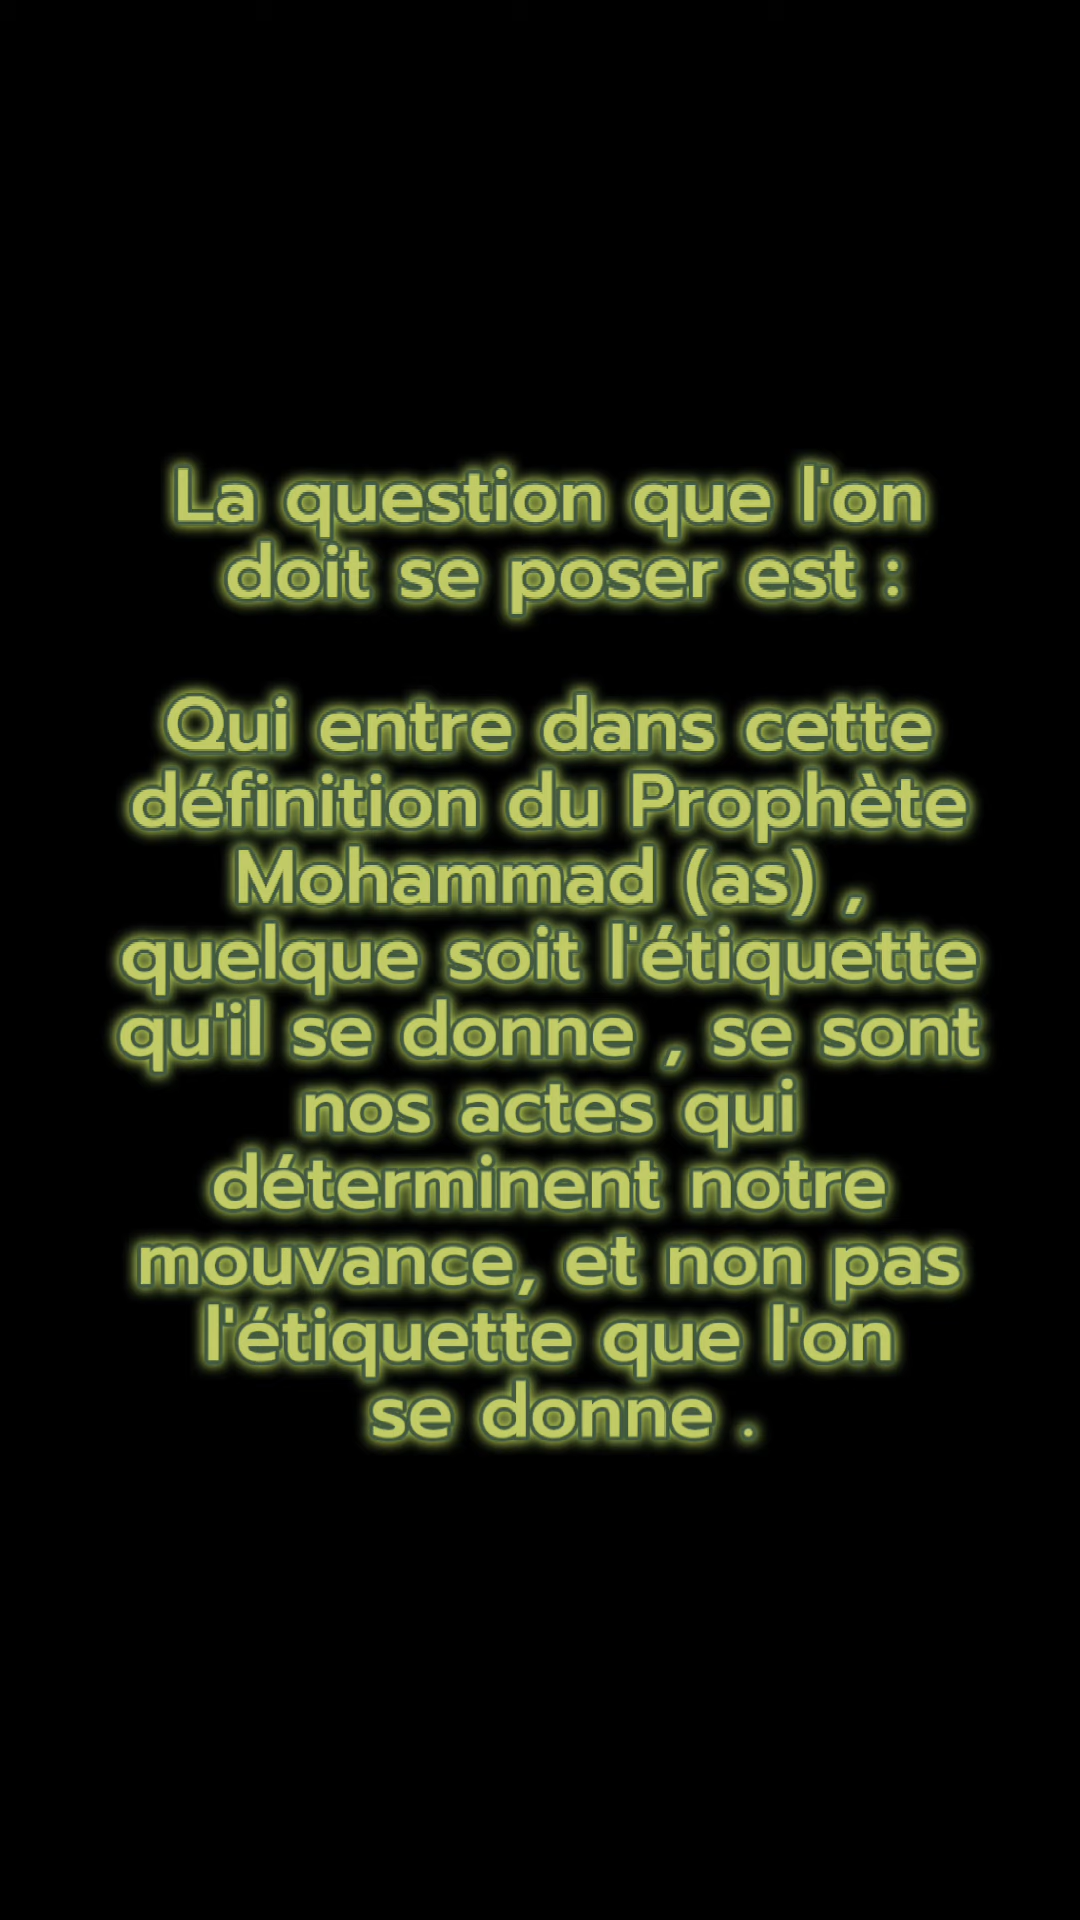 La question que l'on
doit se poser est :
Qui entre dans cette
définition du Prophète
Mohammad (as) ,
quelque soit l'étiquette
qu'il se donne , se sont
nos actes qui
déterminent notre
mouvance, et non pas
l'étiquette que l'on
se donne .